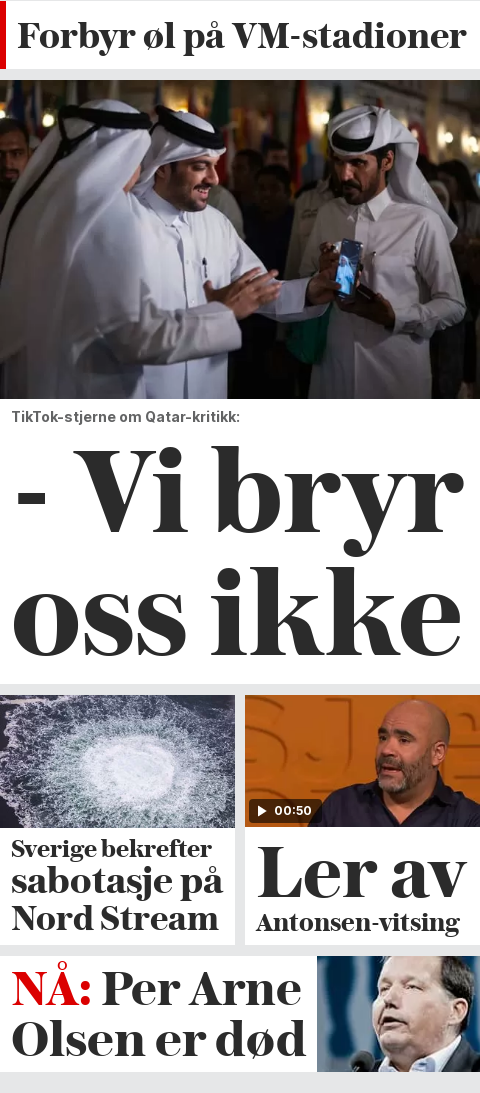 Forbyr øl på VM-stadioner
TikTok-stjerne om Qatar-kritikk:
- Vi bryr
oss ikke
Sverige bekrefter
sabotasje på
Nord Stream
00:50
Ler av
Antonsen-vitsing
NÅ: Per Arne
Olsen er død